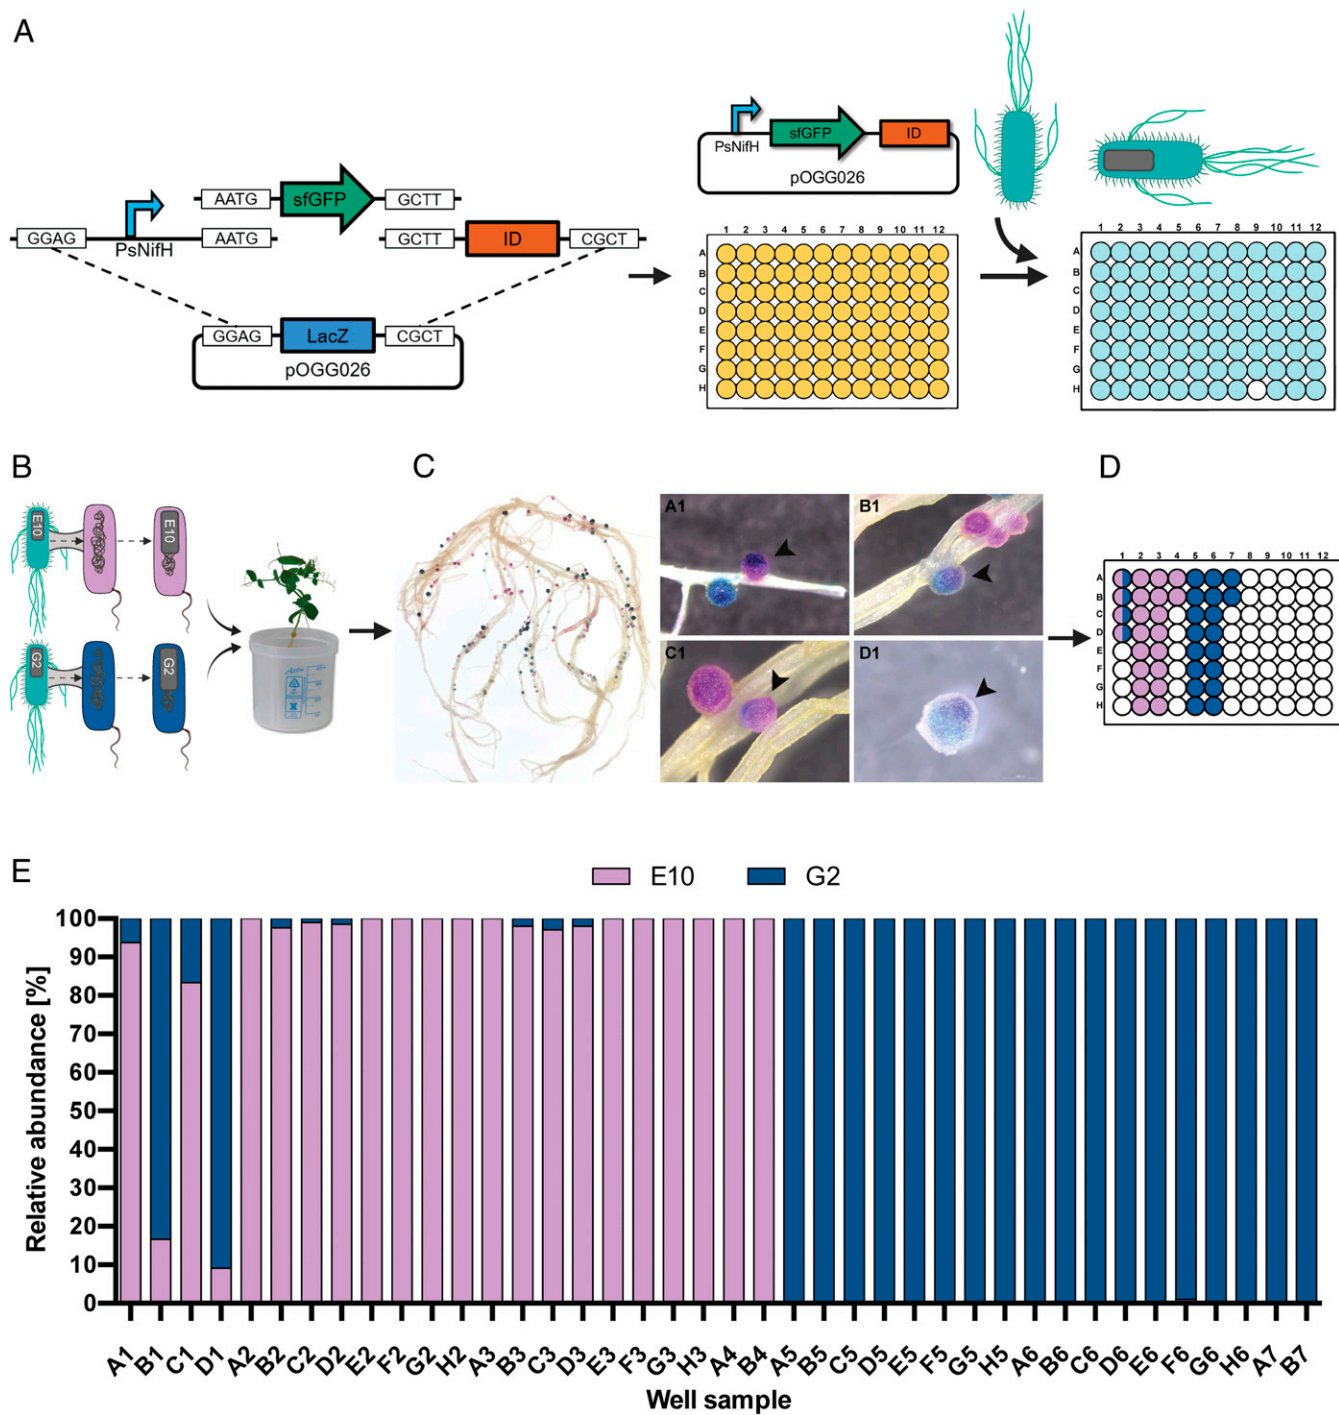 A
AATG sfGFP GCTT
GGAG PsNifH AATG GCTT ID CGCT
GGAG LacZ CGCT
pOGG026
PsNifH sfGFP ID
pOGG026
1 2 3 4 5 6 7 8 9 10 11 12
A
B
C
D
E
F
G
H
1 2 3 4 5 6 7 8 9 10 11 12
A
B
C
D
E
F
G
H
B
E10 E10
G2 G2
C
A1 B1
C1 D1
D
1 2 3 4 5 6 7 8 9 10 11 12
A
B
C
D
E
F
G
H
E
E10 G2
Relative abundance [%]
100
90
80
70
60
50
40
30
20
10
0
A1 B1 C1 D1 A2 B2 C2 D2 E2 F2 G2 H2 A3 B3 C3 D3 E3 F3 G3 H3 A4 B4 A5 B5 C5 D5 E5 F5 G5 H5 A6 B6 C6 D6 E6 F6 G6 H6 A7 B7
Well sample